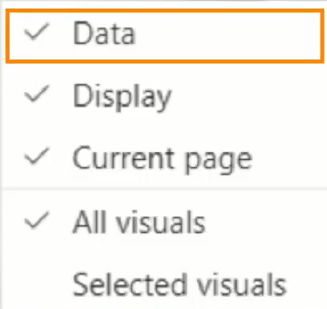 Data
Display
Current page
All visuals
Selected visuals